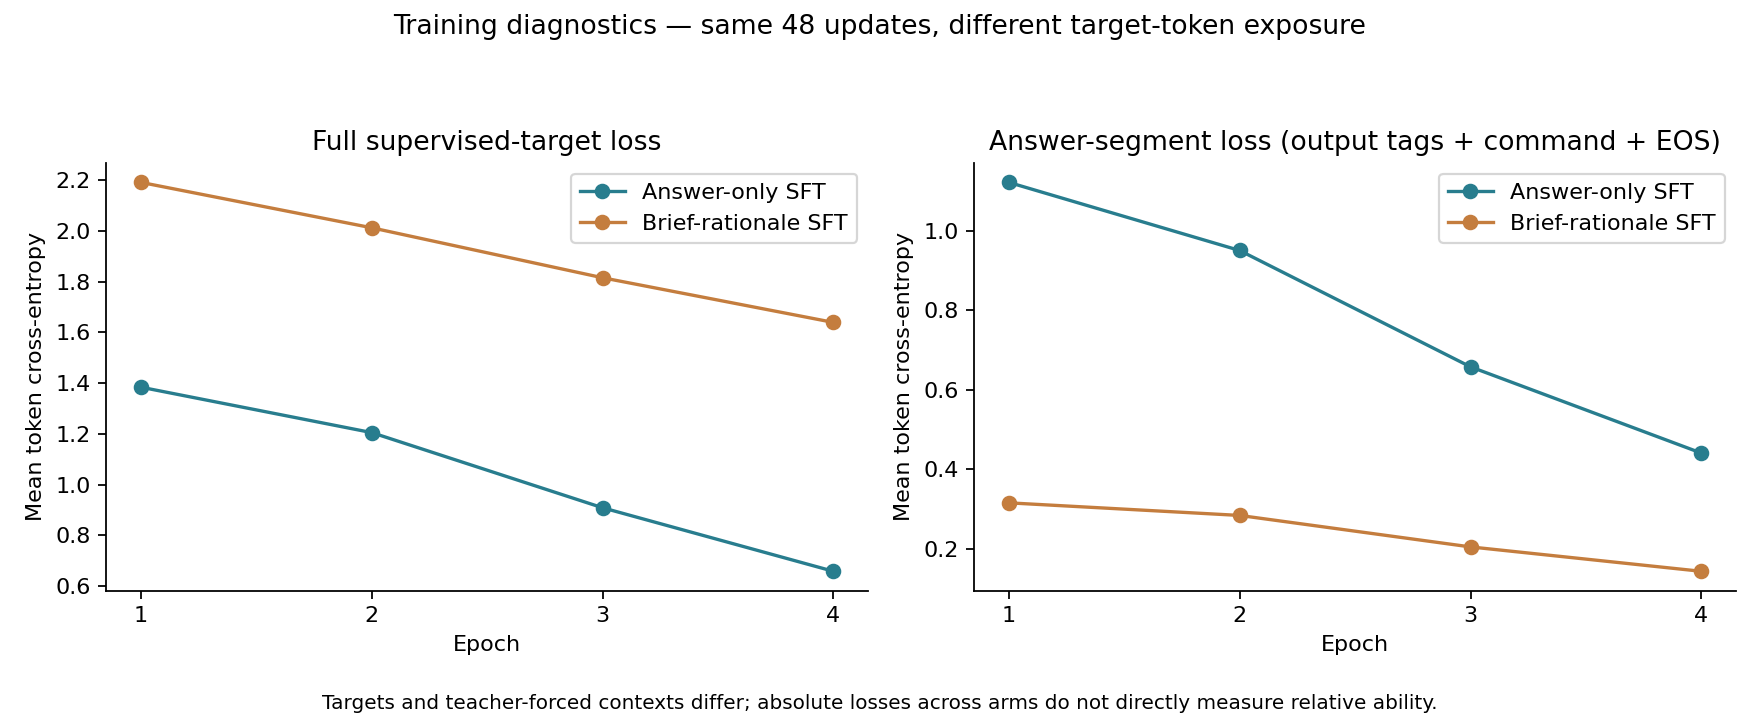 Training diagnostics — same 48 updates, different target-token exposure
Full supervised-target loss
Mean token cross-entropy
2.2
2.0
1.8
1.6
1.4
1.2
1.0
0.8
0.6
Answer-only SFT
Brief-rationale SFT
1 2 3 4
Epoch
Answer-segment loss (output tags + command + EOS)
Mean token cross-entropy
1.0
0.8
0.6
0.4
0.2
Answer-only SFT
Brief-rationale SFT
1 2 3 4
Epoch
Targets and teacher-forced contexts differ; absolute losses across arms do not directly measure relative ability.